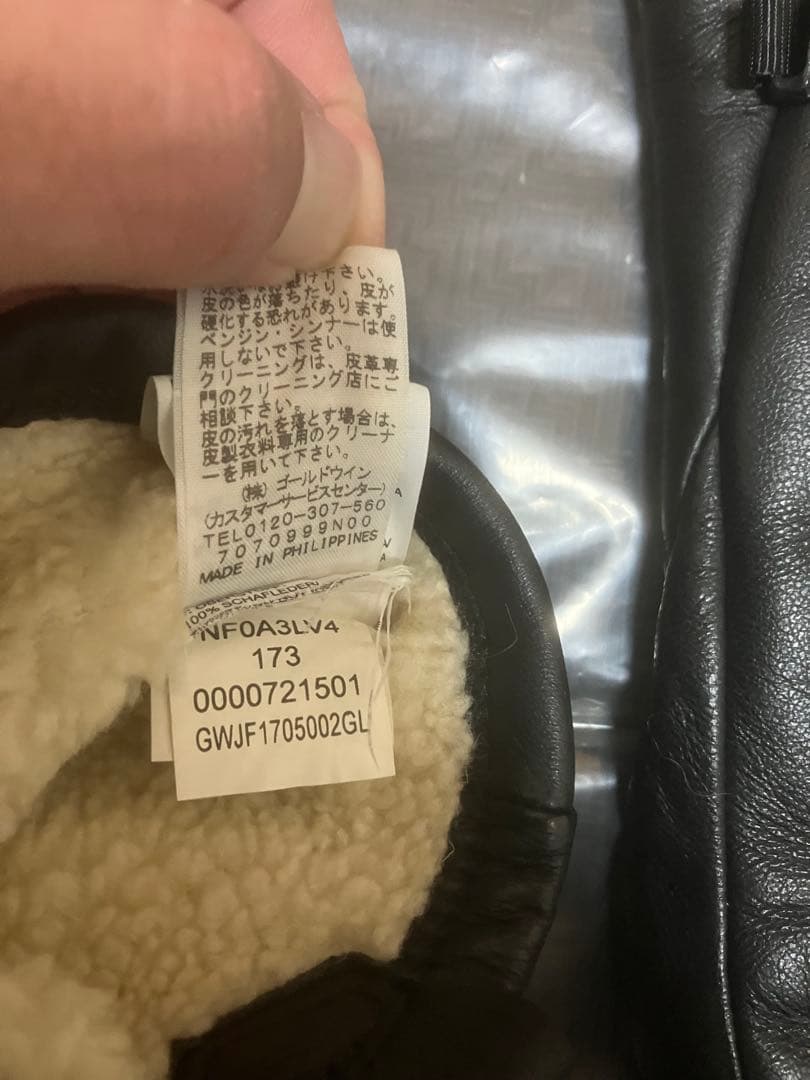 下さい。
皮の色が落ちたり、皮が
硬化する恐れがあります。
ベンジン・シンナーは使
用しないで下さい。
クリーニングは、皮革専
門のクリーニング店にご
相談下さい。
皮の汚れを落とす場合は、
皮製衣料専用のクリーナ
ーを用いて下さい。
(株)ゴールドウイン
(カスタマーサービスセンター)
A
TEL0120-307-560
7070999N00
MADE IN PHILIPPINES
V
A
100% SCHAFLEDER/
NF0A3LV4
173
0000721501
GWJF1705002GL